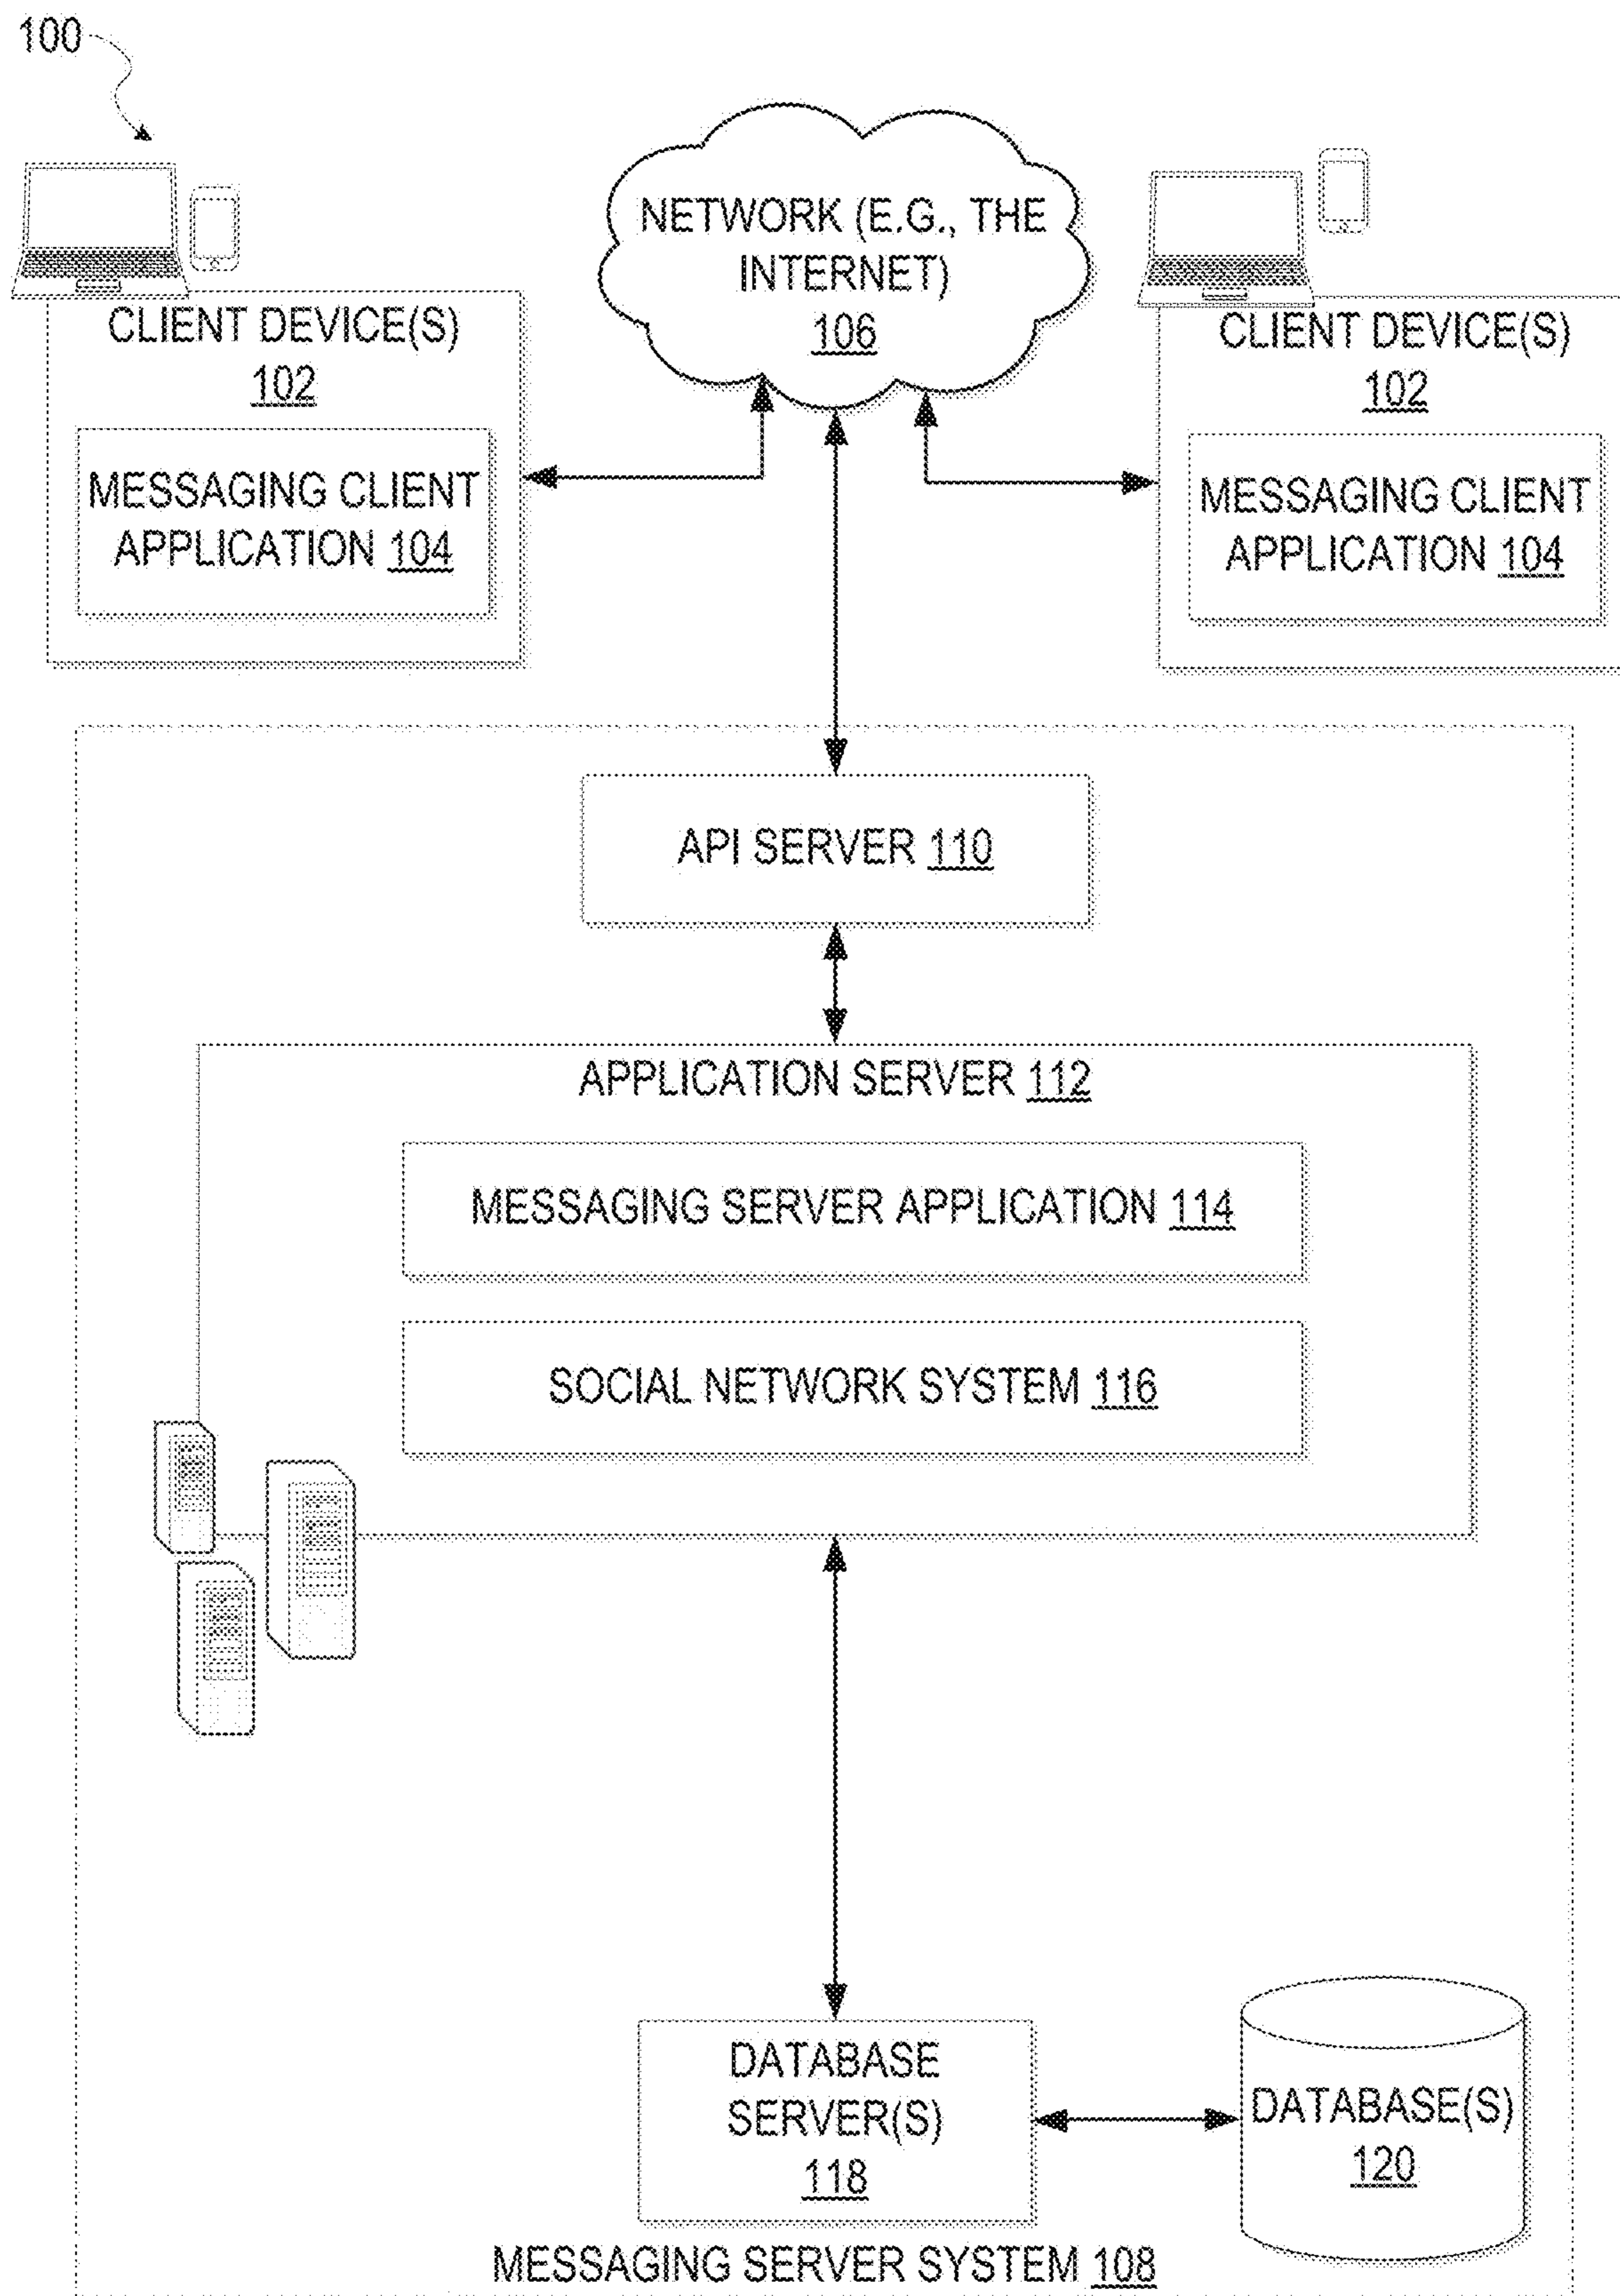 100
NETWORK (E.G., THE
INTERNET)
106
CLIENT DEVICE(S)
102
MESSAGING CLIENT
APPLICATION 104
CLIENT DEVICE(S)
102
MESSAGING CLIENT
APPLICATION 104
API SERVER 110
APPLICATION SERVER 112
MESSAGING SERVER APPLICATION 114
SOCIAL NETWORK SYSTEM 116
DATABASE
SERVER(S)
118
DATABASE(S)
120
MESSAGING SERVER SYSTEM 108